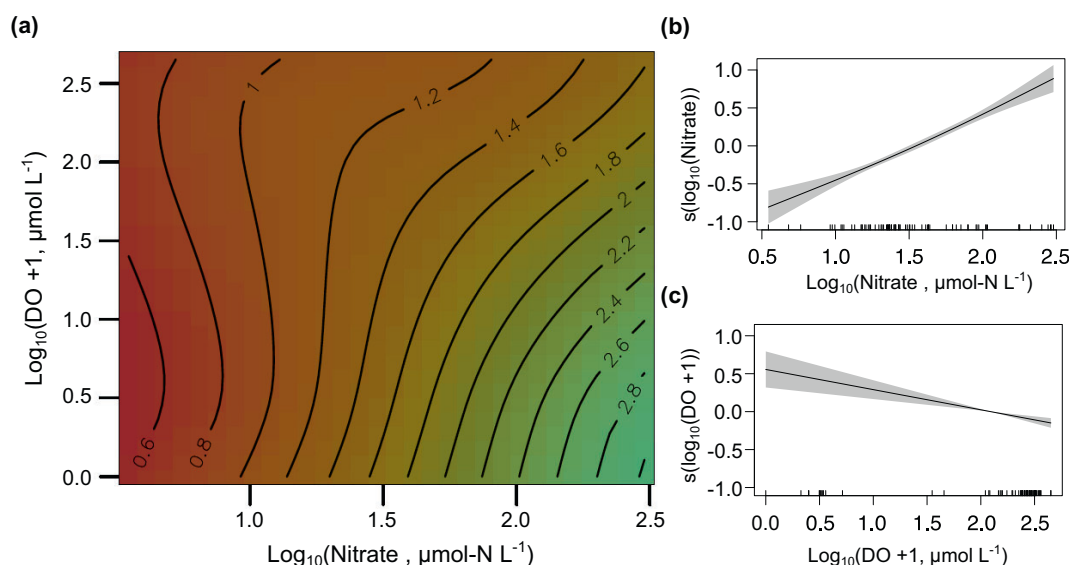 (a)
2.5
2.0
1.5
1.0
0.5
0.0
Log10(DO +1, µmol L-1)
0.6
0.8
1
1.2
1.4
1.6
1.8
2
2.2
2.4
2.6
2.8
1.0 1.5 2.0 2.5
Log10(Nitrate , µmol-N L-1)
(b)
1.0
0.5
0.0
-0.5
-1.0
s(log10(Nitrate))
0.5 1.0 1.5 2.0 2.5
Log10(Nitrate , µmol-N L-1)
(c)
1.0
0.5
0.0
-0.5
-1.0
s(log10(DO +1))
0.0 0.5 1.0 1.5 2.0 2.5
Log10(DO +1, µmol L-1)